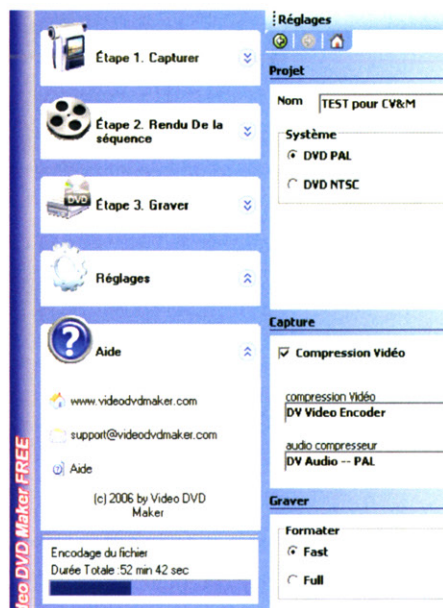 Étape 1. Capturer
Étape 2. Rendu De la
séquence
Étape 3. Graver
DVD
Réglages
Aide
www.videodvdmaker.com
support@videodvdmaker.com
Aide
(c) 2006 by Video DVD
Maker
Encodage du fichier
Durée Totale :52 min 42 sec
DVD Maker FREE
Réglages
Projet
Nom TEST pour CV&M
Système
DVD PAL
DVD NTSC
Capture
Compression Vidéo
compression Vidéo
DV Video Encoder
audio compresseur
DV Audio -- PAL
Graver
Formater
Fast
Full